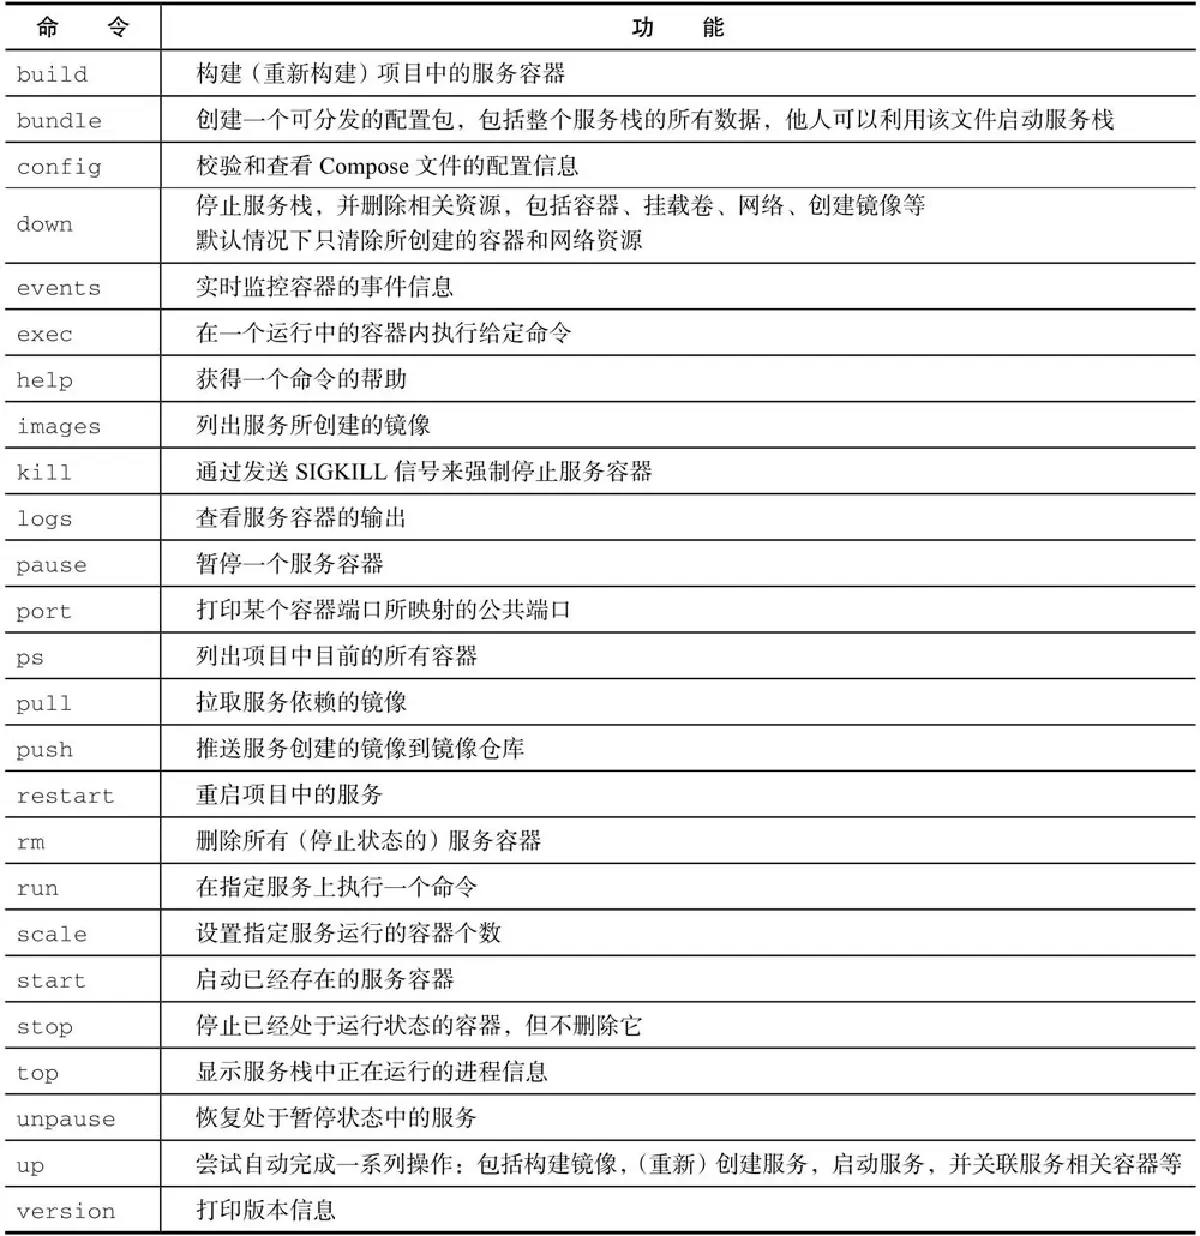 命 令 功 能
build 构建（重新构建）项目中的服务容器
bundle 创建一个可分发的配置包，包括整个服务栈的所有数据，他人可以利用该文件启动服务栈
config 校验和查看 Compose 文件的配置信息
down 停止服务栈，并删除相关资源，包括容器、挂载卷、网络、创建镜像等
默认情况下只清除所创建的容器和网络资源
events 实时监控容器的事件信息
exec 在一个运行中的容器内执行给定命令
help 获得一个命令的帮助
images 列出服务所创建的镜像
kill 通过发送 SIGKILL 信号来强制停止服务容器
logs 查看服务容器的输出
pause 暂停一个服务容器
port 打印某个容器端口所映射的公共端口
ps 列出项目中目前的所有容器
pull 拉取服务依赖的镜像
push 推送服务创建的镜像到镜像仓库
restart 重启项目中的服务
rm 删除所有（停止状态的）服务容器
run 在指定服务上执行一个命令
scale 设置指定服务运行的容器个数
start 启动已经存在的服务容器
stop 停止已经处于运行状态的容器，但不删除它
top 显示服务栈中正在运行的进程信息
unpause 恢复处于暂停状态中的服务
up 尝试自动完成一系列操作：包括构建镜像，（重新）创建服务，启动服务，并关联服务相关容器等
version 打印版本信息